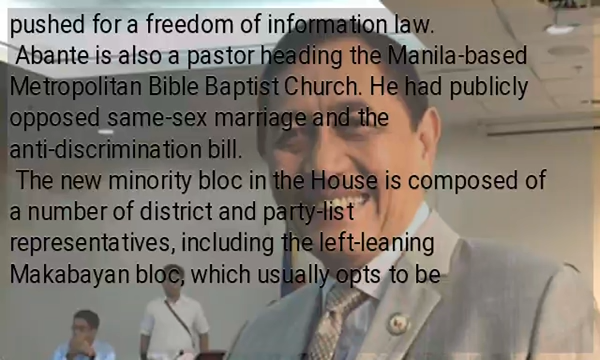 pushed for a freedom of information law.
Abante is also a pastor heading the Manila-based
Metropolitan Bible Baptist Church. He had publicly
opposed same-sex marriage and the
anti-discrimination bill.
The new minority bloc in the House is composed of
a number of district and party-list
representatives, including the left-leaning
Makabayan bloc, which usually opts to be